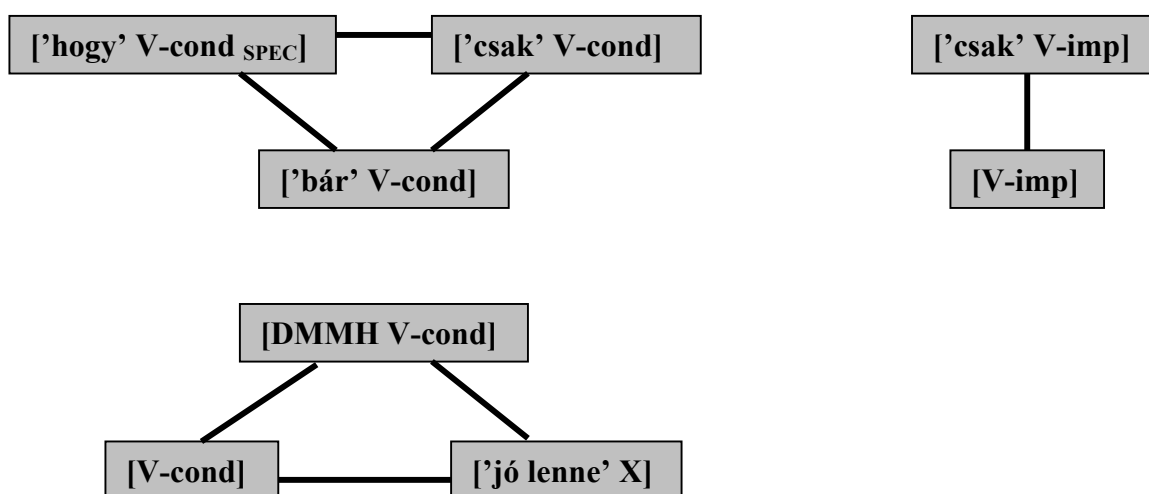 [’hogy’ V-cond SPEC]
[’csak’ V-cond]
[’csak’ V-imp]
[’bár’ V-cond]
[V-imp]
[DMMH V-cond]
[V-cond]
[’jó lenne’ X]